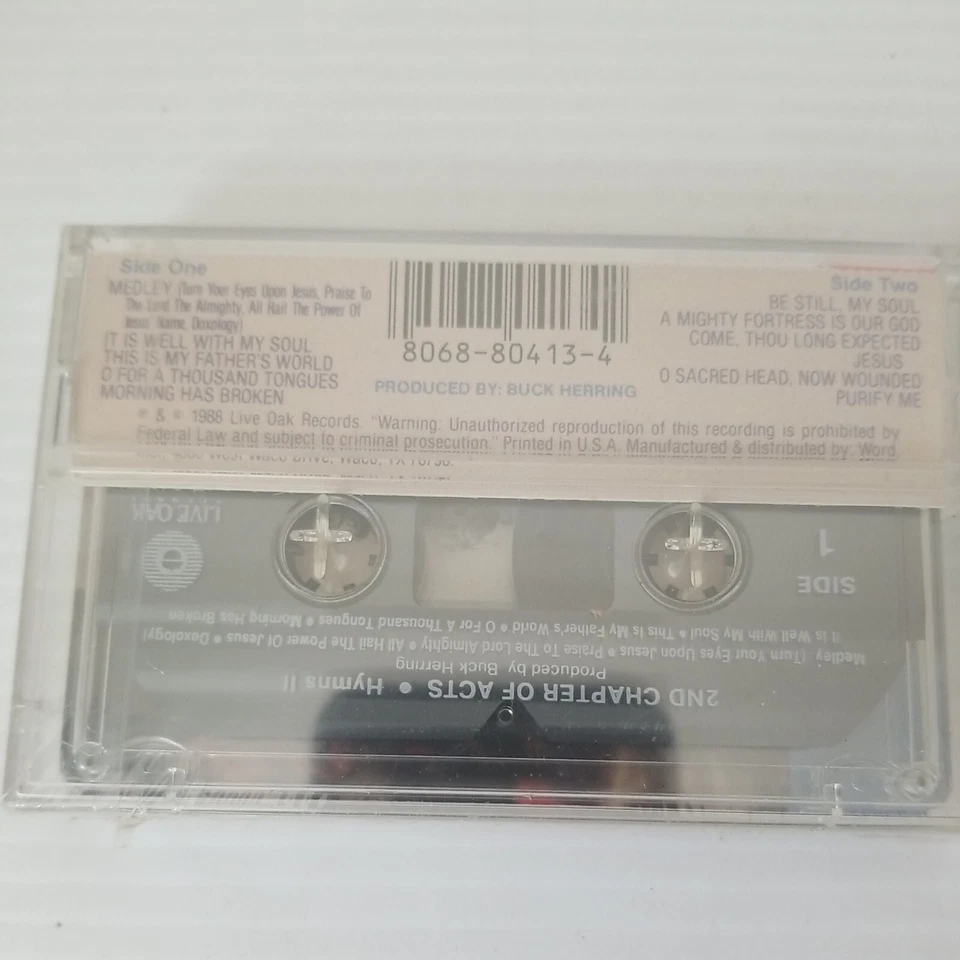 Side One
MEDLEY (Turn Your Eyes Upon Jesus, Praise To
The Lord The Almighty, All Hail The Power Of
Jesus Name, Doxology)
IT IS WELL WITH MY SOUL
THIS IS MY FATHER'S WORLD
O FOR A THOUSAND TONGUES
MORNING HAS BROKEN
8068-80413-4
PRODUCED BY: BUCK HERRING
Side Two
BE STILL, MY SOUL
A MIGHTY FORTRESS IS OUR GOD
COME, THOU LONG EXPECTED
JESUS
O SACRED HEAD, NOW WOUNDED
PURIFY ME
℗ & © 1988 Live Oak Records. "Warning: Unauthorized reproduction of this recording is prohibited by
Federal Law and subject to criminal prosecution." Printed in U.S.A. Manufactured & distributed by: Word,
West Waco Drive, Waco, TX
2ND CHAPTER OF ACTS • Hymns II
Produced by Buck Herring
Medley (Turn Your Eyes Upon Jesus • Praise To The Lord Almighty • All Hail The Power Of Jesus • Doxology)
It Is Well With My Soul • This Is My Father's World • O For A Thousand Tongues • Morning Has Broken
SIDE
1
LIVE OAK